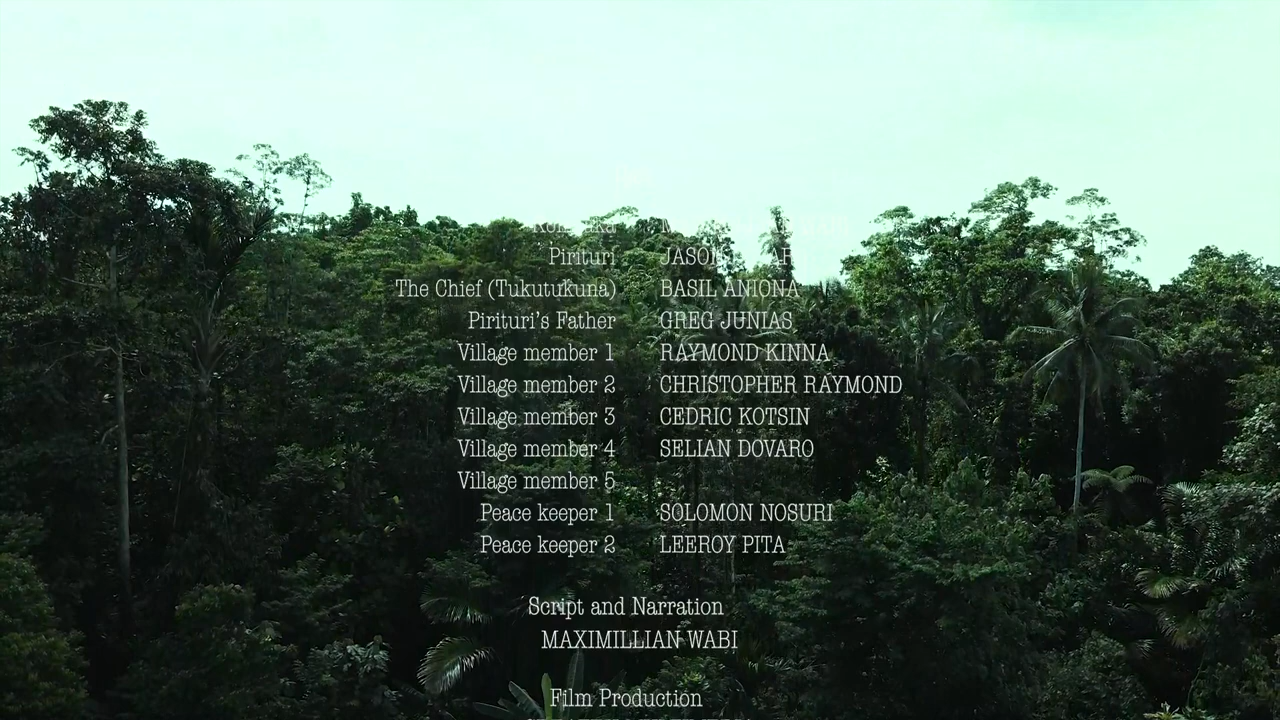 Pirituri
The Chief (Tukutukuna) BASIL ANIONA
Pirituri's Father GREG JUNIAS
Village member 1 RAYMOND KINNA
Village member 2 CHRISTOPHER RAYMOND
Village member 3 CEDRIC KOTSIN
Village member 4 SELIAN DOVARO
Village member 5
Peace keeper 1 SOLOMON NOSURI
Peace keeper 2 LEEROY PITA
Script and Narration
MAXIMILLIAN WABI
Film Production